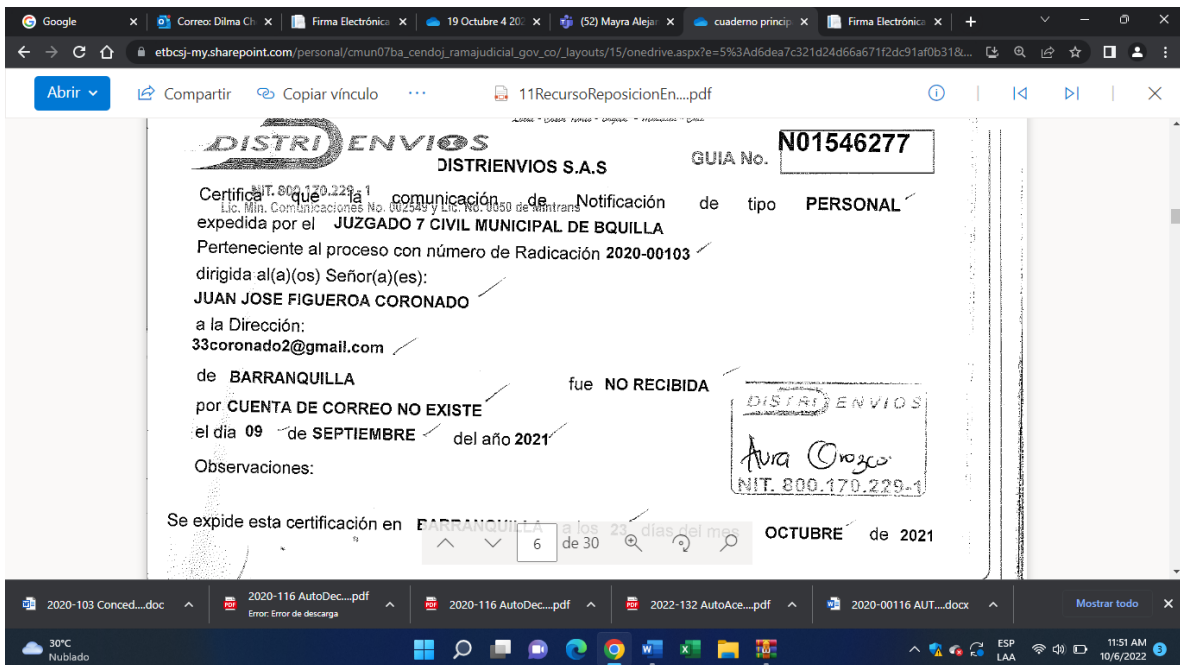 Google
Correo: Dilma Ch
Firma Electrónica
19 Octubre 4 202
(52) Mayra Alejar
cuaderno princip
Firma Electrónica
etbcsj-my.sharepoint.com/personal/cmun07ba_cendoj_ramajudicial_gov_co/_layouts/15/onedrive.aspx?e=5%3Ad6dea7c321d24d66a671f2dc91af0b31&...
Abrir
Compartir
Copiar vínculo
...
11RecursoReposicionEn....pdf
DISTRI ENVIOS
DISTRIENVIOS S.A.S
GUIA No.
N01546277
NIT. 800.170.229-1
Certifica que la comunicación de Notificación de tipo PERSONAL
Lic. Min. Comunicaciones No. 002549 y Lic. No. 0050 de Mintrans
expedida por el JUZGADO 7 CIVIL MUNICIPAL DE BQUILLA
Perteneciente al proceso con número de Radicación 2020-00103
dirigida al(a)(os) Señor(a)(es):
JUAN JOSE FIGUEROA CORONADO
a la Dirección:
33coronado2@gmail.com
de BARRANQUILLA
fue NO RECIBIDA
por CUENTA DE CORREO NO EXISTE
el dia 09 de SEPTIEMBRE del año 2021
DISTRI ENVIOS
Aura Orozco
NIT. 800.170.229-1
Observaciones:
Se expide esta certificación en BARRANQUILLA a los 23 dias del mes OCTUBRE de 2021
6 de 30
2020-103 Conced....doc
2020-116 AutoDec....pdf
Error: Error de descarga
2020-116 AutoDec....pdf
2022-132 AutoAce....pdf
2020-00116 AUT....docx
Mostrar todo
30°C
Nublado
ESP
LAA
11:51 AM
10/6/2022
3